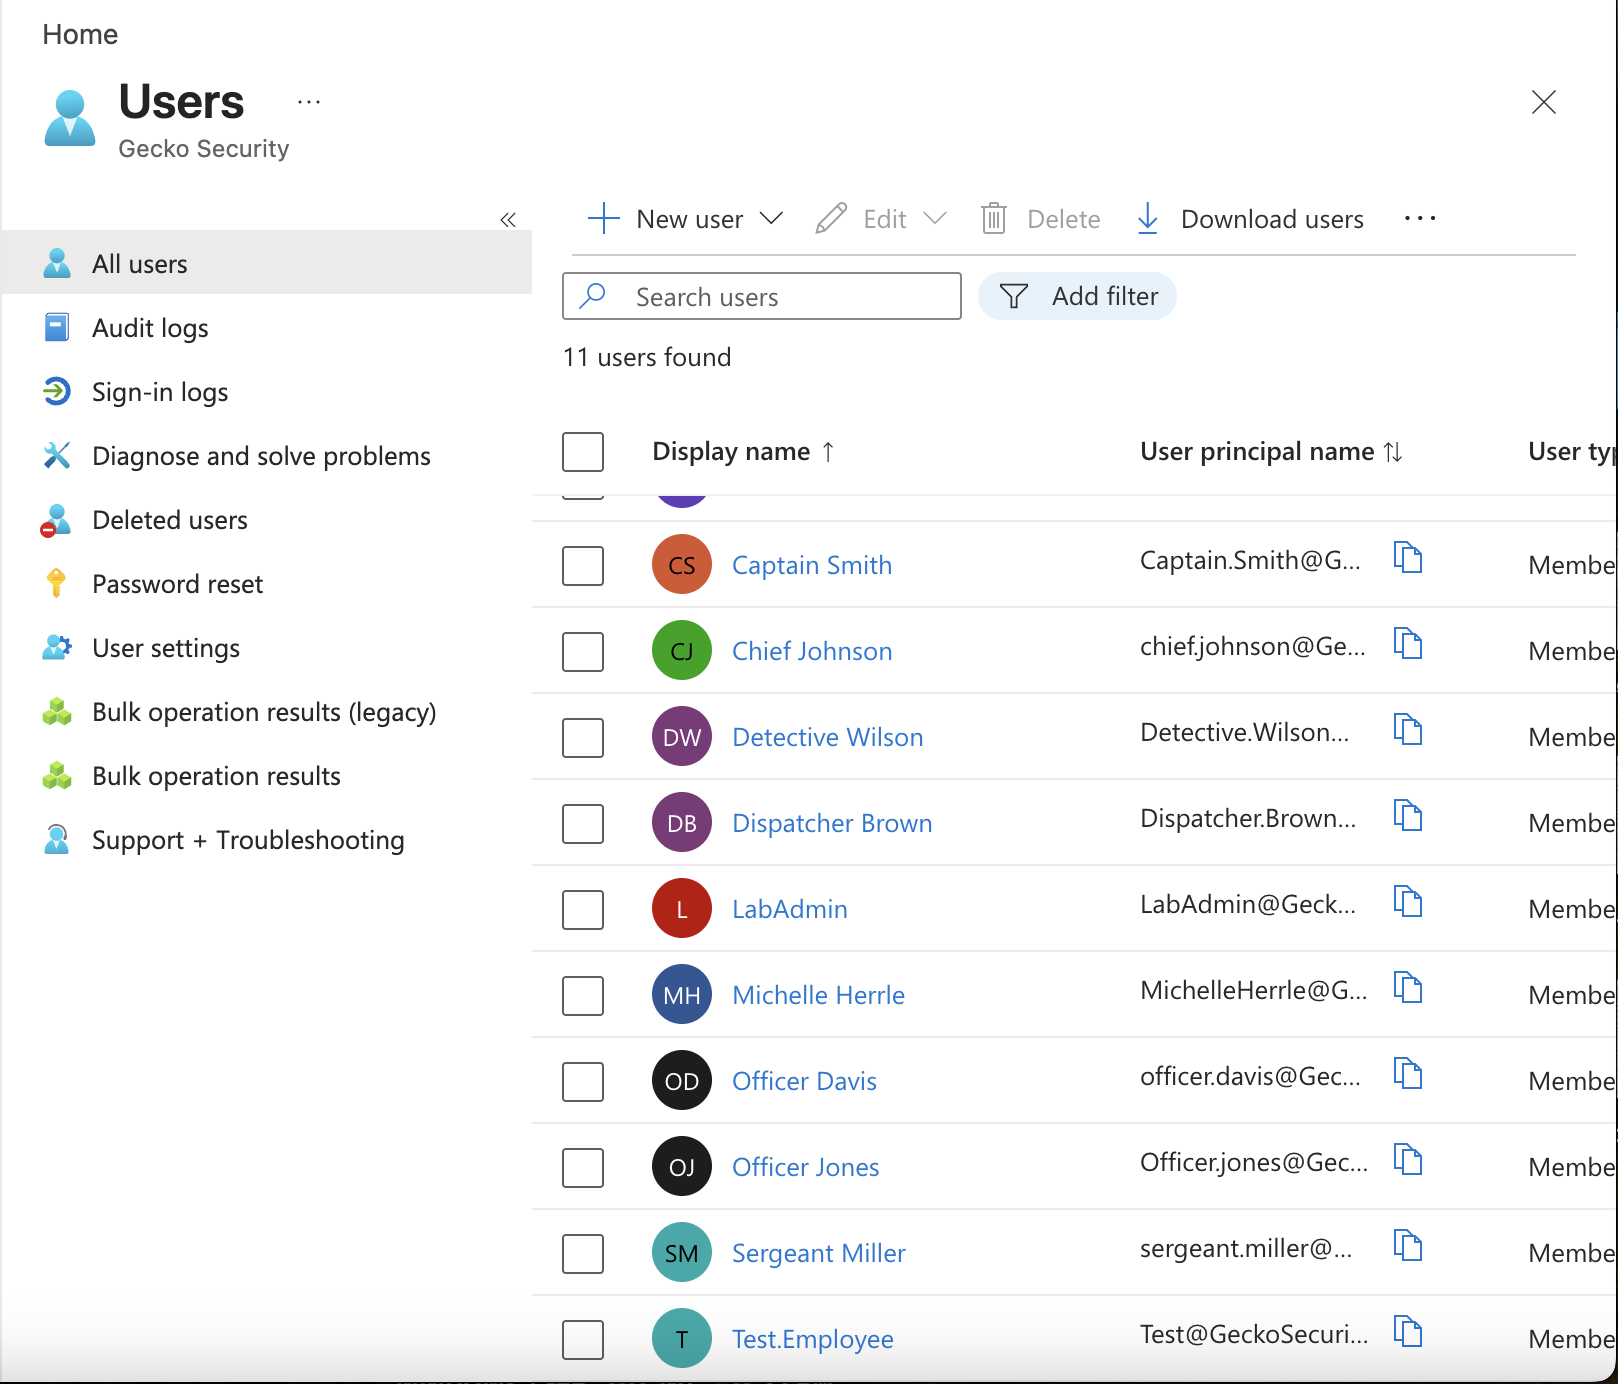 Home
Users
...
Gecko Security
«
New user
Edit
Delete
Download users
...
All users
Audit logs
Sign-in logs
Diagnose and solve problems
Deleted users
Password reset
User settings
Bulk operation results (legacy)
Bulk operation results
Support + Troubleshooting
Search users
Add filter
11 users found
Display name ↑ User principal name ↑↓ User typ
CS Captain Smith Captain.Smith@G... Membe
CJ Chief Johnson chief.johnson@Ge... Membe
DW Detective Wilson Detective.Wilson... Membe
DB Dispatcher Brown Dispatcher.Brown... Membe
L LabAdmin LabAdmin@Geck... Membe
MH Michelle Herrle MichelleHerrle@G... Membe
OD Officer Davis officer.davis@Gec... Membe
OJ Officer Jones Officer.jones@Gec... Membe
SM Sergeant Miller sergeant.miller@... Membe
T Test.Employee Test@GeckoSecuri... Membe